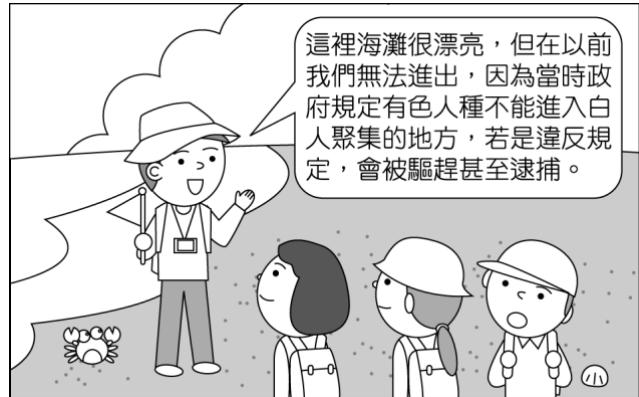 這裡海灘很漂亮，但在以前
我們無法進出，因為當時政
府規定有色人種不能進入白
人聚集的地方，若是違反規
定，會被驅趕甚至逮捕。